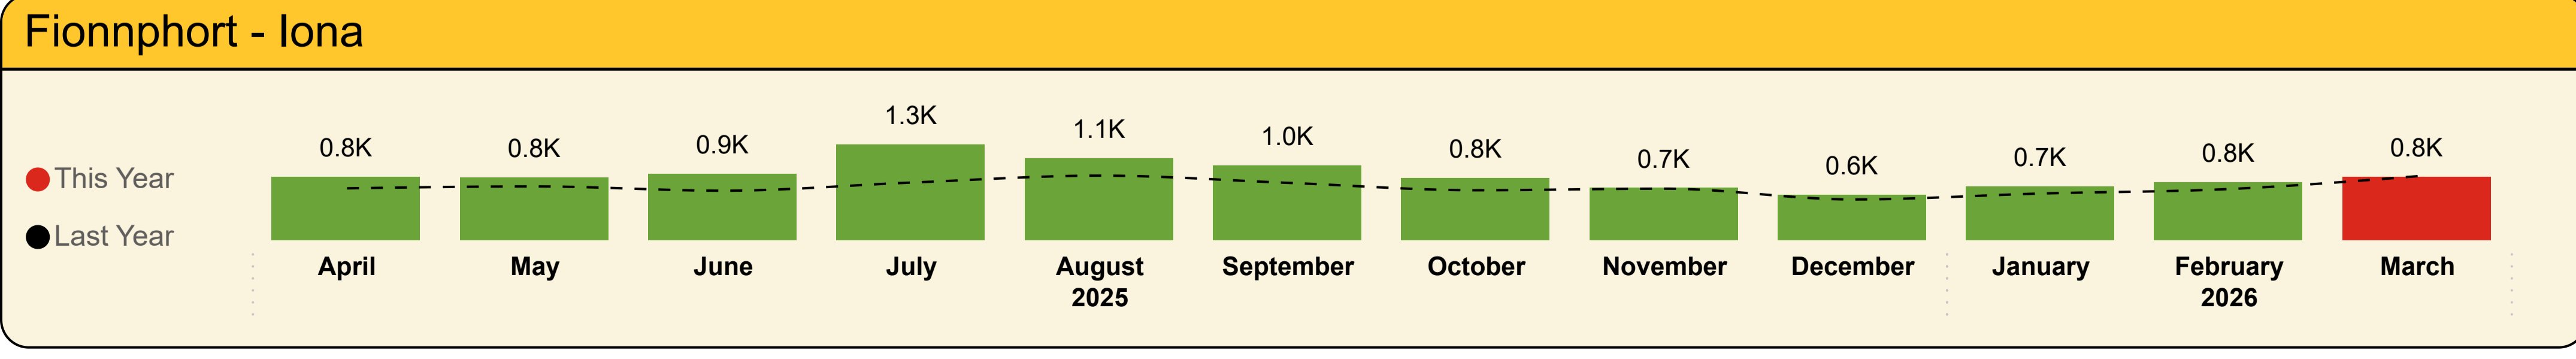 Fionnphort - Iona
This Year
Last Year
0.8K
0.8K
0.9K
1.3K
1.1K
1.0K
0.8K
0.7K
0.6K
0.7K
0.8K
0.8K
April
May
June
July
August
September
October
November
December
January
February
March
2025
2026